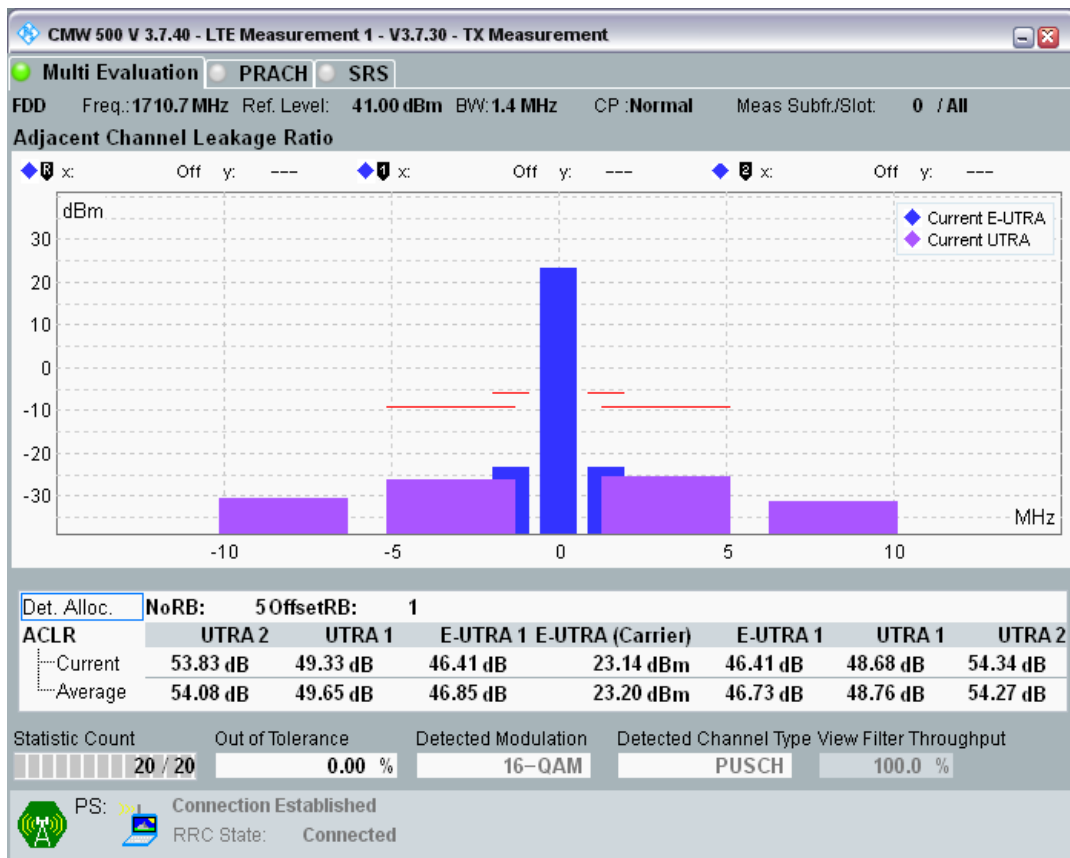 CMW 500 V 3.7.40 - LTE Measurement 1 - V3.7.30 - TX Measurement
Multi Evaluation PRACH SRS
FDD Freq.: 1710.7 MHz Ref. Level: 41.00 dBm BW: 1.4 MHz CP : Normal Meas Subfr./Slot: 0 / All
Adjacent Channel Leakage Ratio
R x: Off y: --- 1 x: Off y: --- 2 x: Off y: ---
dBm
Current E-UTRA
Current UTRA
30
20
10
0
-10
-20
-30
MHz
-10 -5 0 5 10
Det. Alloc. NoRB: 5 OffsetRB: 1
ACLR UTRA 2 UTRA 1 E-UTRA 1 E-UTRA (Carrier) E-UTRA 1 UTRA 1 UTRA 2
Current 53.83 dB 49.33 dB 46.41 dB 23.14 dBm 46.41 dB 48.68 dB 54.34 dB
Average 54.08 dB 49.65 dB 46.85 dB 23.20 dBm 46.73 dB 48.76 dB 54.27 dB
Statistic Count Out of Tolerance Detected Modulation Detected Channel Type View Filter Throughput
20 / 20 0.00 % 16-QAM PUSCH 100.0 %
PS: Connection Established
RRC State: Connected